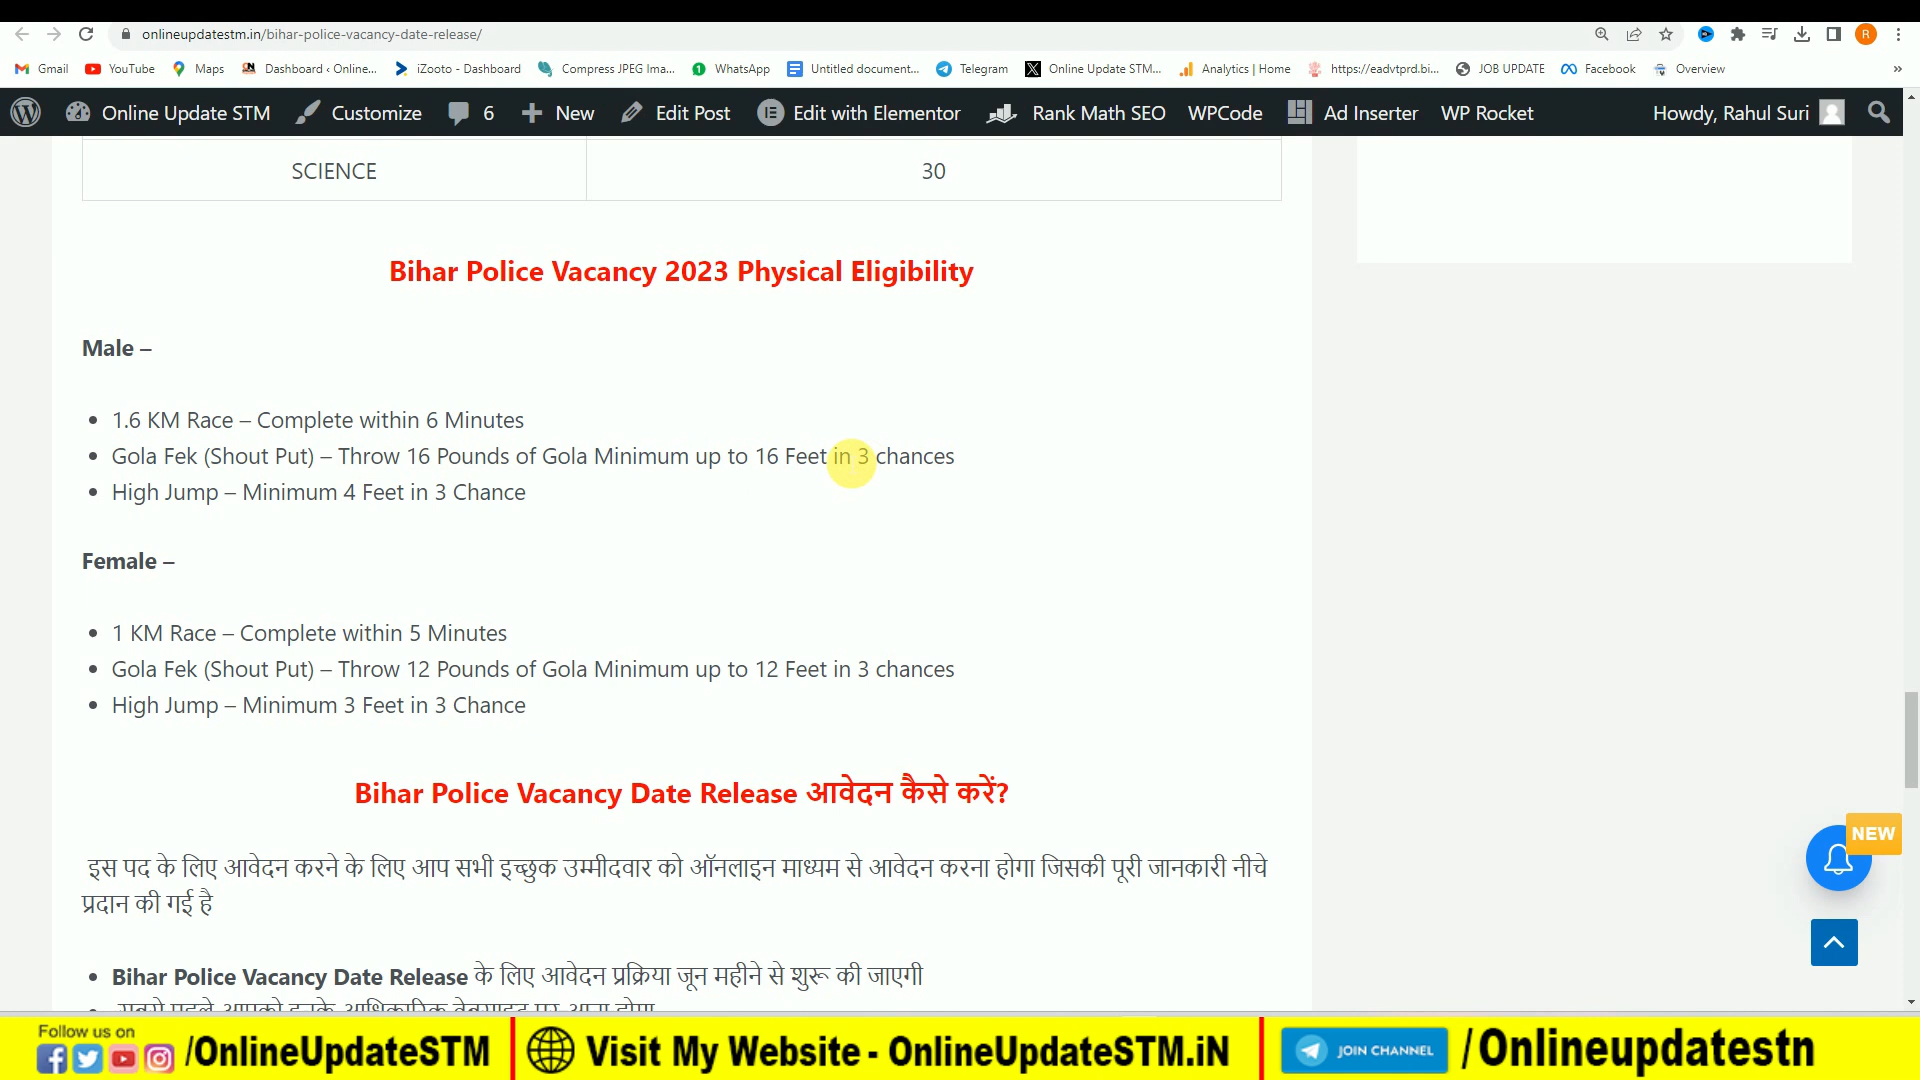 onlineupdatestm.in/bihar-police-vacancy-date-release/
R
Gmail YouTube Maps Dashboard ‹ Online... iZooto - Dashboard Compress JPEG Ima... WhatsApp Untitled document... Telegram Online Update STM... Analytics | Home https://eadvtprd.bi... JOB UPDATE Facebook Overview »
Online Update STM Customize 6 New Edit Post Edit with Elementor Rank Math SEO WPCode Ad Inserter WP Rocket Howdy, Rahul Suri
SCIENCE 30
Bihar Police Vacancy 2023 Physical Eligibility
Male –
• 1.6 KM Race – Complete within 6 Minutes
• Gola Fek (Shout Put) – Throw 16 Pounds of Gola Minimum up to 16 Feet in 3 chances
• High Jump – Minimum 4 Feet in 3 Chance
Female –
• 1 KM Race – Complete within 5 Minutes
• Gola Fek (Shout Put) – Throw 12 Pounds of Gola Minimum up to 12 Feet in 3 chances
• High Jump – Minimum 3 Feet in 3 Chance
Bihar Police Vacancy Date Release आवेदन कैसे करें?
इस पद के लिए आवेदन करने के लिए आप सभी इच्छुक उम्मीदवार को ऑनलाइन माध्यम से आवेदन करना होगा जिसकी पूरी जानकारी नीचे
प्रदान की गई है
NEW
• Bihar Police Vacancy Date Release के लिए आवेदन प्रक्रिया जून महीने से शुरू की जाएगी
Follow us on
/OnlineUpdateSTM
Visit My Website - OnlineUpdateSTM.iN
JOIN CHANNEL
/Onlineupdatestn